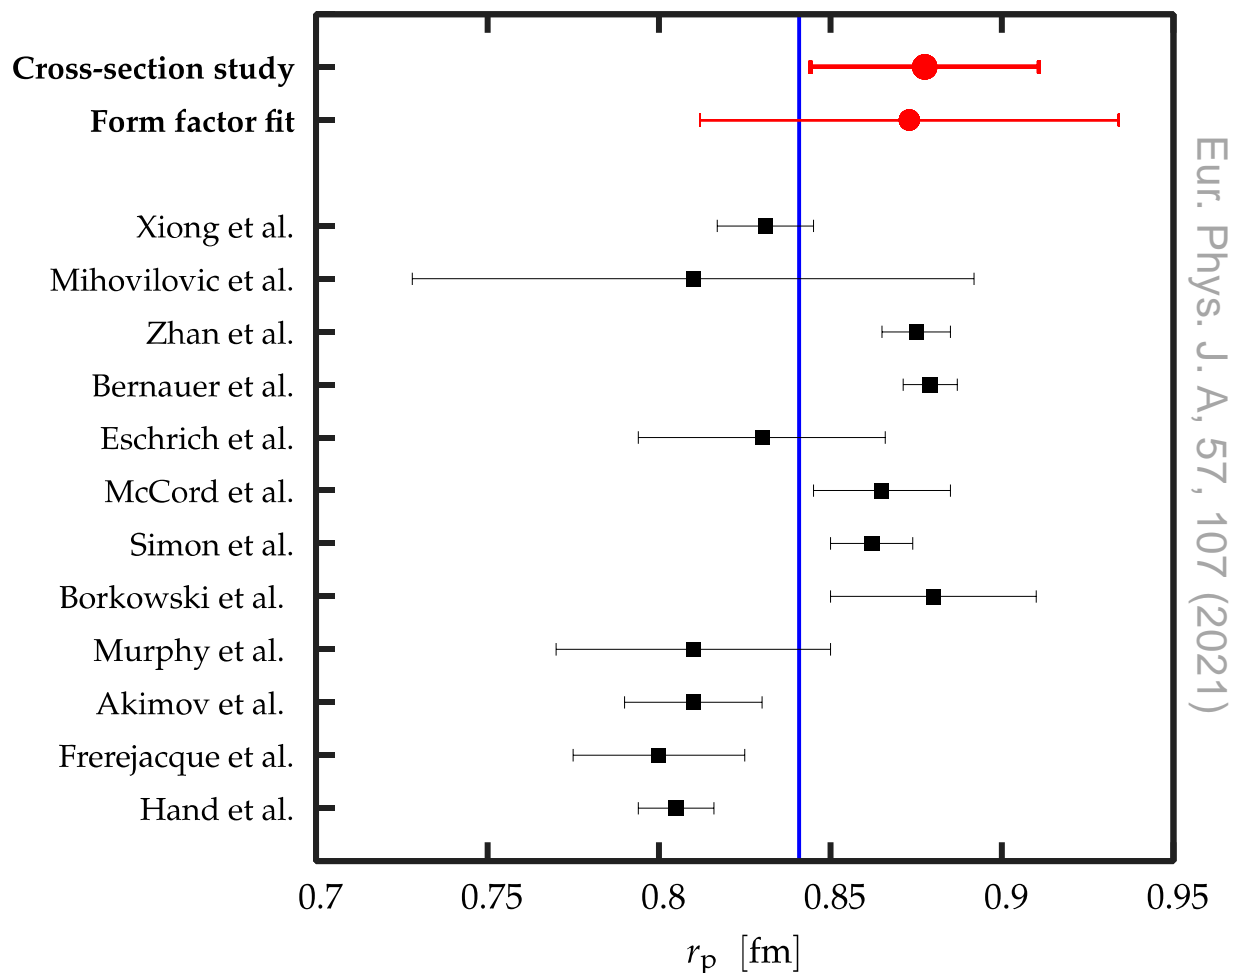 Cross-section study
Form factor fit
Xiong et al.
Mihovilovic et al.
Zhan et al.
Bernauer et al.
Eschrich et al.
McCord et al.
Simon et al.
Borkowski et al.
Murphy et al.
Akimov et al.
Frerejacque et al.
Hand et al.
0.7 0.75 0.8 0.85 0.9 0.95
rp [fm]
Eur. Phys. J. A, 57, 107 (2021)